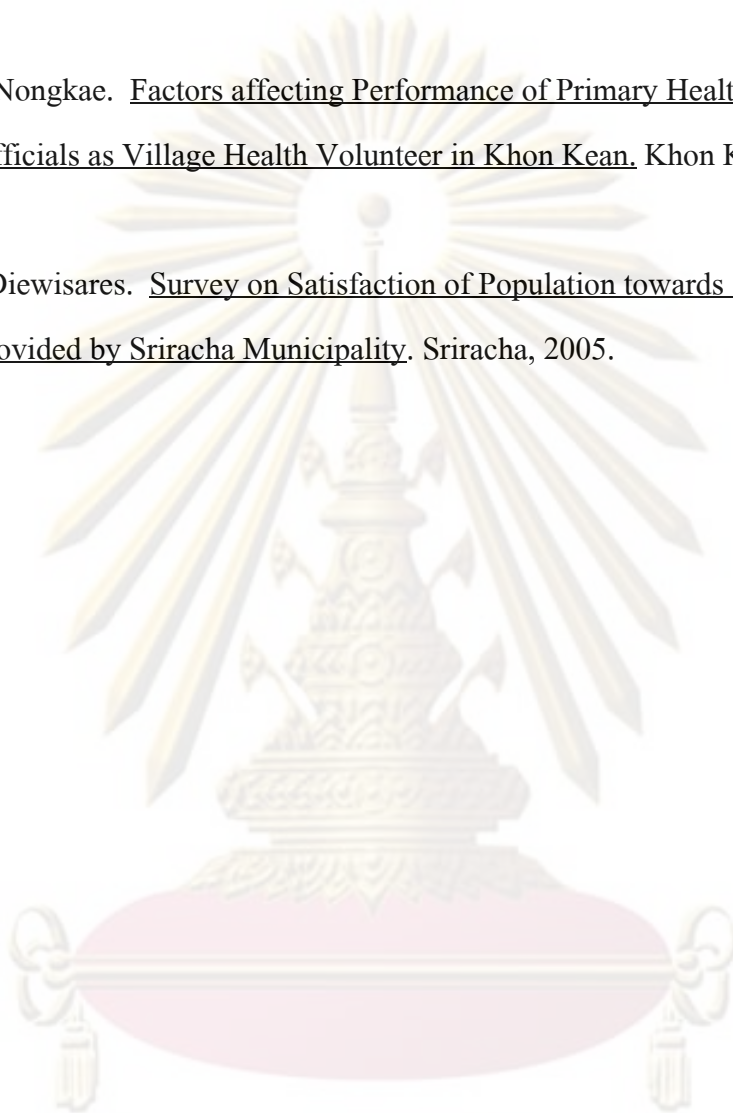 Nongkae. Factors affecting Performance of Primary Healt
fficials as Village Health Volunteer in Khon Kean. Khon K
Diewisares. Survey on Satisfaction of Population towards
ovided by Sriracha Municipality. Sriracha, 2005.